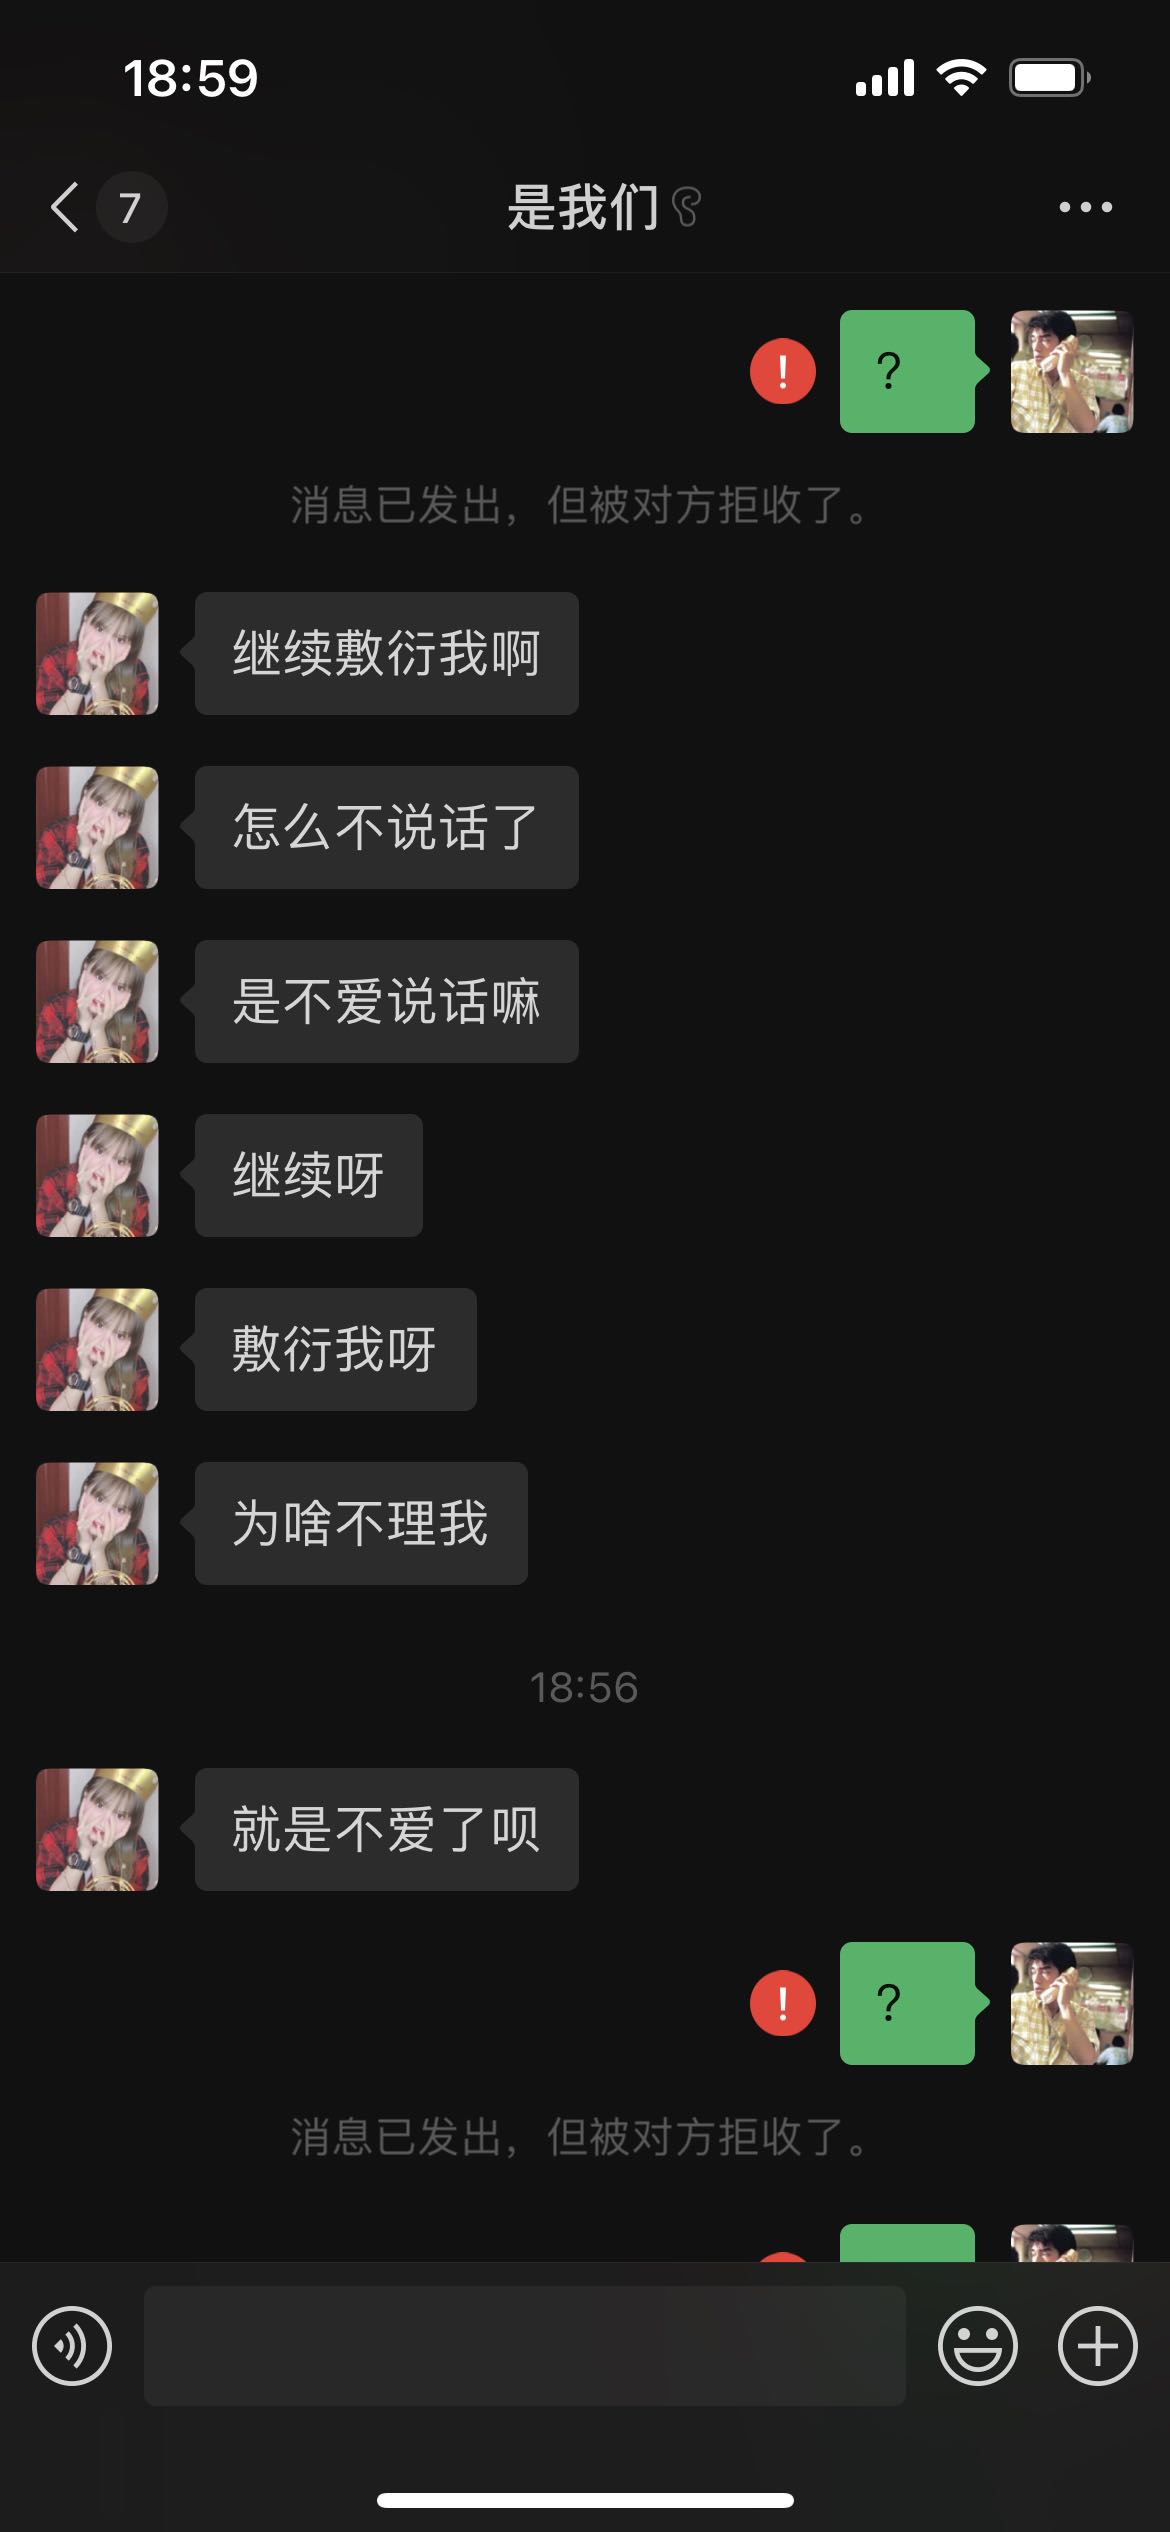 18:59
7
是我们
?
消息已发出，但被对方拒收了。
继续敷衍我啊
怎么不说话了
是不爱说话嘛
继续呀
敷衍我呀
为啥不理我
18:56
就是不爱了呗
?
消息已发出，但被对方拒收了。